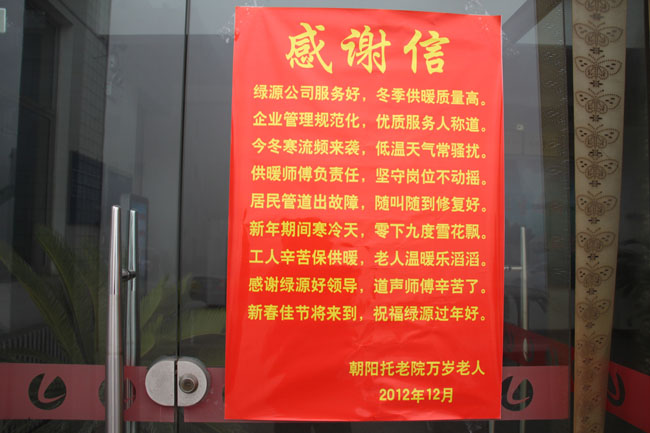 感谢信
绿源公司服务好，冬季供暖质量高。
企业管理规范化，优质服务人称道。
今冬寒流频来袭，低温天气常骚扰。
供暖师傅负责任，坚守岗位不动摇。
居民管道出故障，随叫随到修复好。
新年期间寒冷天，零下九度雪花飘。
工人辛苦保供暖，老人温暖乐滔滔。
感谢绿源好领导，道声师傅辛苦了。
新春佳节将来到，祝福绿源过年好。
朝阳托老院万岁老人
2012年12月